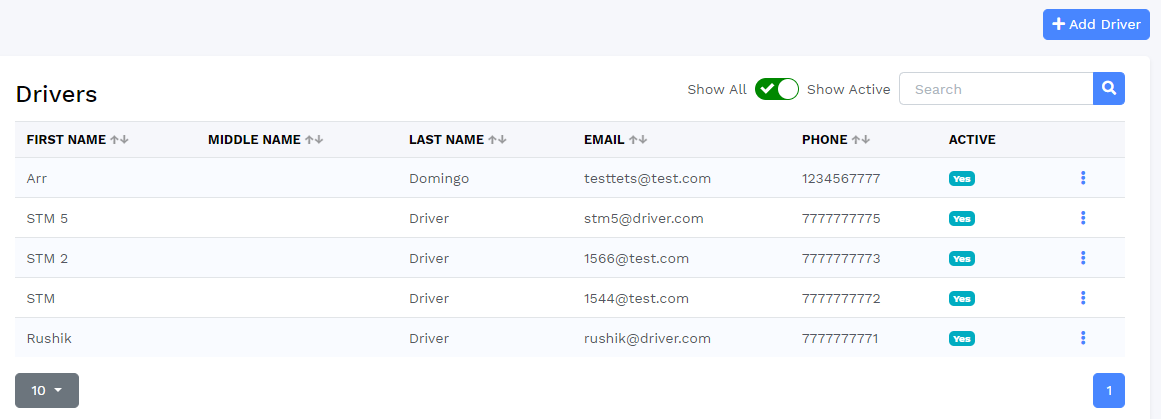 Add Driver
Drivers
Show All Show Active Search
FIRST NAME MIDDLE NAME LAST NAME EMAIL PHONE ACTIVE
Arr Domingo testtets@test.com 1234567777 Yes
STM 5 Driver stm5@driver.com 7777777775 Yes
STM 2 Driver 1566@test.com 7777777773 Yes
STM Driver 1544@test.com 7777777772 Yes
Rushik Driver rushik@driver.com 7777777771 Yes
10 1